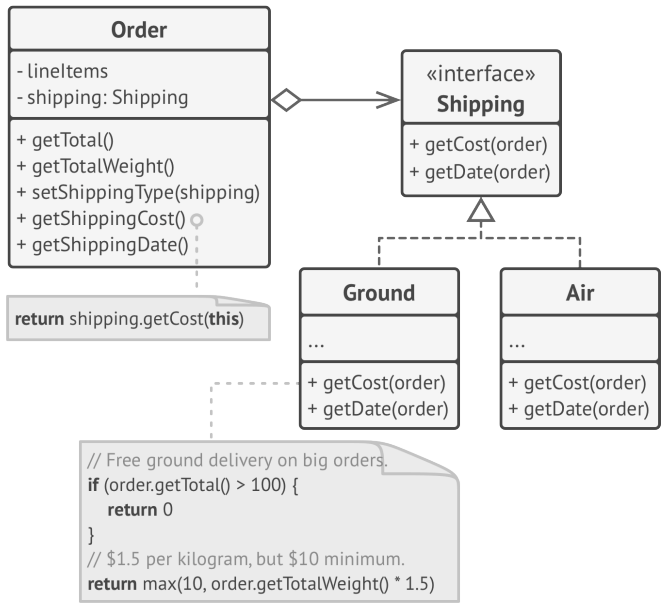 Order
- lineItems
- shipping: Shipping
+ getTotal()
+ getTotalWeight()
+ setShippingType(shipping)
+ getShippingCost()
+ getShippingDate()
return shipping.getCost(this)
«interface»
Shipping
+ getCost(order)
+ getDate(order)
Ground
...
+ getCost(order)
+ getDate(order)
Air
...
+ getCost(order)
+ getDate(order)
// Free ground delivery on big orders.
if (order.getTotal() > 100) {
return 0
}
// $1.5 per kilogram, but $10 minimum.
return max(10, order.getTotalWeight() * 1.5)